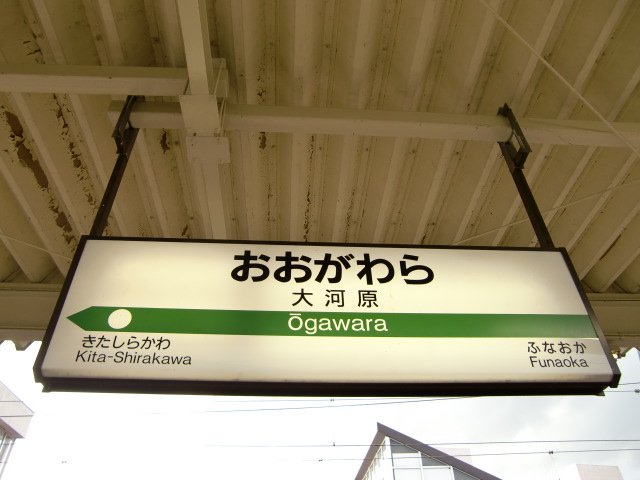 おおがわら
大河原
Ōgawara
きたしらかわ
Kita-Shirakawa
ふなおか
Funaoka